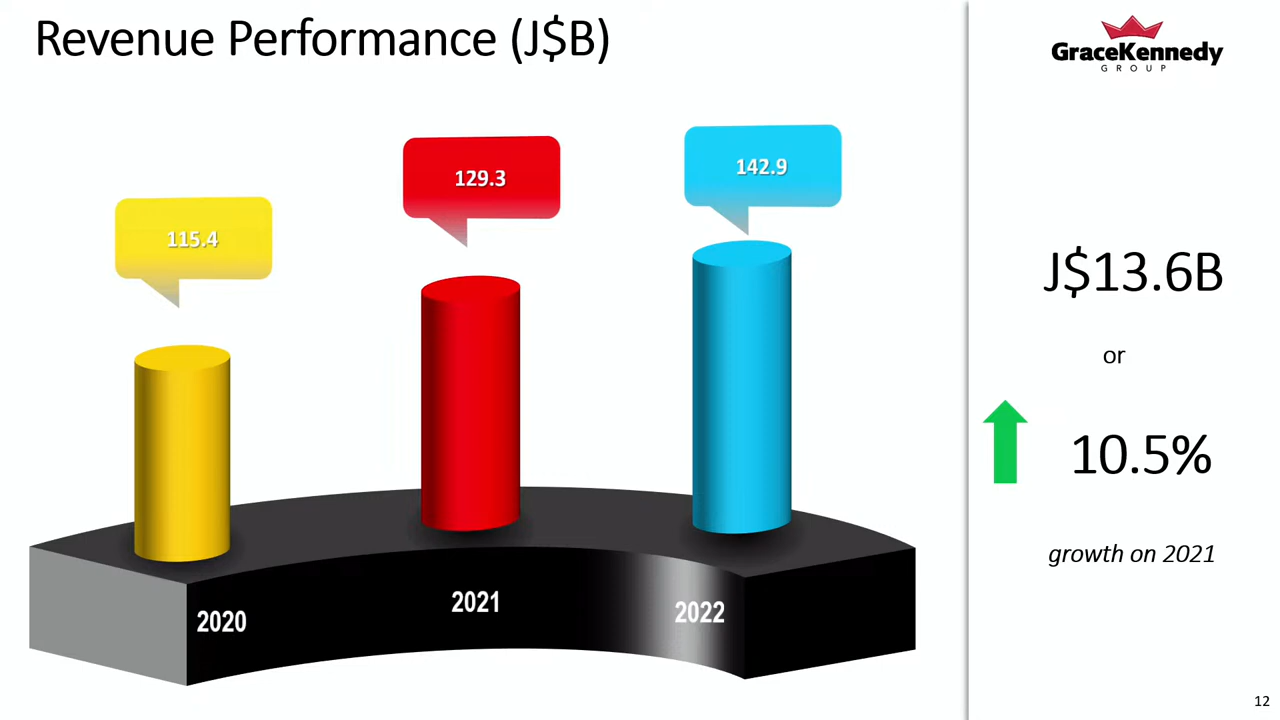 Revenue Performance (J$B)
GraceKennedy
GROUP
115.4
129.3
142.9
2020
2021
2022
J$13.6B
or
10.5%
growth on 2021
12